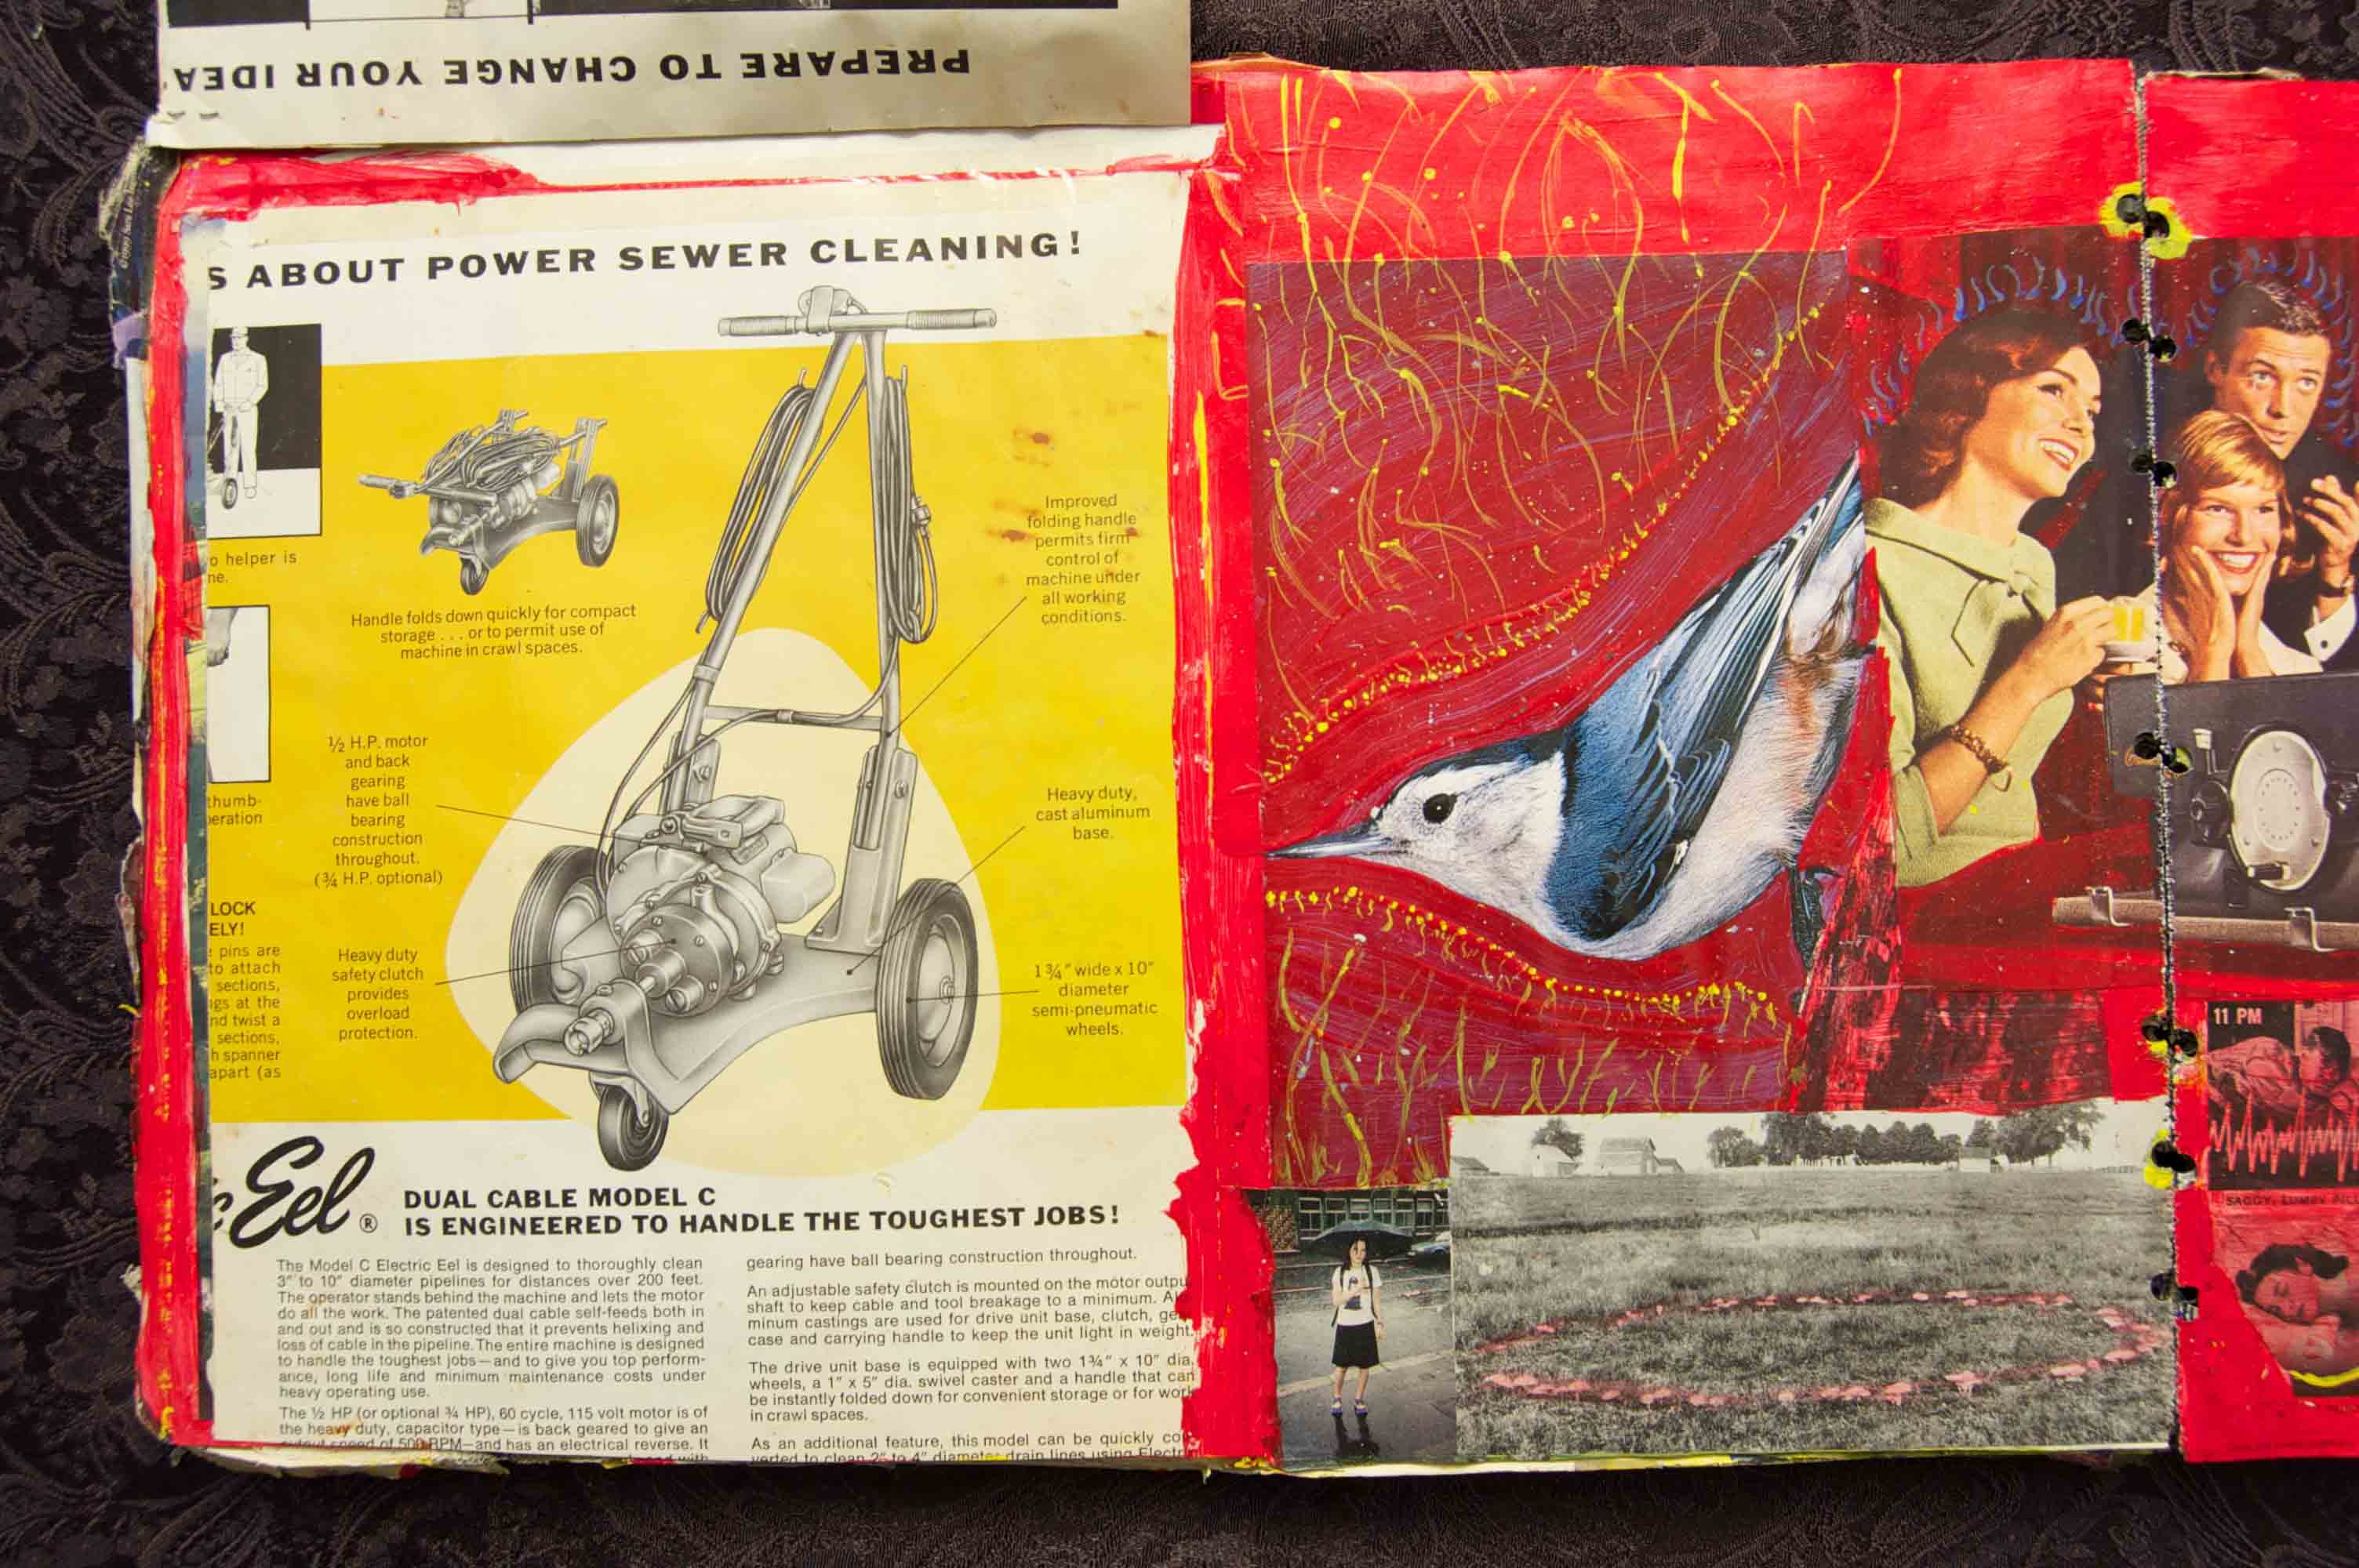 PREPARE TO CHANGE YOUR IDEA
S ABOUT POWER SEWER CLEANING!
o helper is
ne.
Handle folds down quickly for compact
storage . . . or to permit use of
machine in crawl spaces.
Improved
folding handle
permits firm
control of
machine under
all working
conditions.
½ H.P. motor
and back
gearing
have ball
bearing
construction
throughout.
(¾ H.P. optional)
thumb-
eration
Heavy duty,
cast aluminum
base.
LOCK
ELY!
pins are
to attach
sections,
gs at the
nd twist a
sections,
h spanner
apart (as
Heavy duty
safety clutch
provides
overload
protection.
1¾" wide x 10"
diameter
semi-pneumatic
wheels.
c Eel®
DUAL CABLE MODEL C
IS ENGINEERED TO HANDLE THE TOUGHEST JOBS!
The Model C Electric Eel is designed to thoroughly clean
3" to 10" diameter pipelines for distances over 200 feet.
The operator stands behind the machine and lets the motor
do all the work. The patented dual cable self-feeds both in
and out and is so constructed that it prevents helixing and
loss of cable in the pipeline. The entire machine is designed
to handle the toughest jobs—and to give you top perform-
ance, long life and minimum maintenance costs under
heavy operating use.
The ½ HP (or optional ¾ HP), 60 cycle, 115 volt motor is of
the heavy duty, capacitor type—is back geared to give an
output speed of 500 RPM—and has an electrical reverse. It
with
gearing have ball bearing construction throughout.
An adjustable safety clutch is mounted on the motor outpu
shaft to keep cable and tool breakage to a minimum. Al
minum castings are used for drive unit base, clutch, ge
case and carrying handle to keep the unit light in weight.
The drive unit base is equipped with two 1¾" x 10" dia.
wheels, a 1" x 5" dia. swivel caster and a handle that can
be instantly folded down for convenient storage or for work
in crawl spaces.
As an additional feature, this model can be quickly co
verted to clean 2" to 4" diameter drain lines using Electri
11 PM
SAGGY, LUMPY PILL